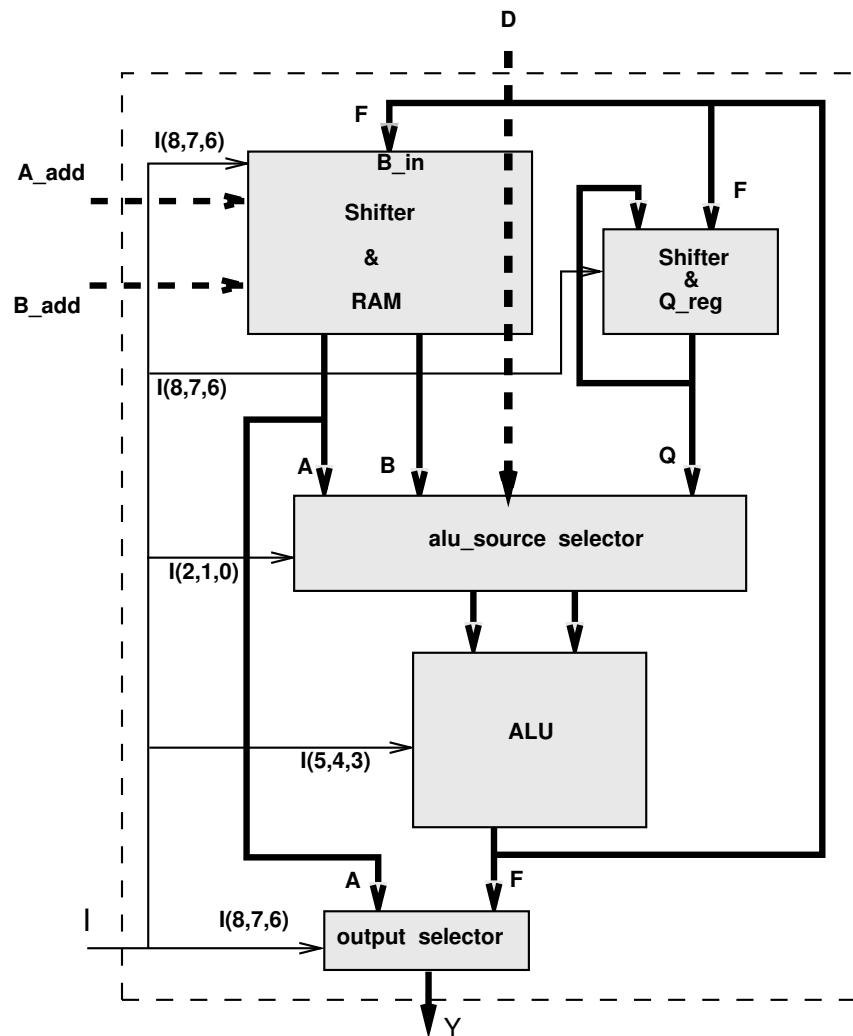 D
F
I(8,7,6)
B_in
A_add
F
Shifter
&
RAM
Shifter
&
Q_reg
B_add
I(8,7,6)
A
B
Q
alu_source selector
I(2,1,0)
ALU
I(5,4,3)
A
F
I
I(8,7,6)
output selector
Y